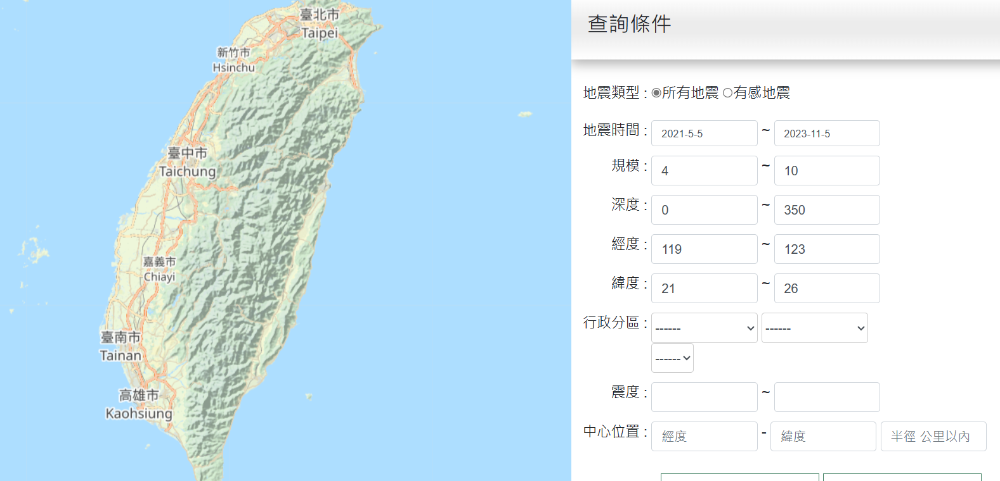 臺北市
Taipei
新竹市
Hsinchu
臺中市
Taichung
嘉義市
Chiayi
臺南市
Tainan
高雄市
Kaohsiung
查詢條件
地震類型 : 所有地震 有感地震
地震時間 : 2021-5-5 ~ 2023-11-5
規模 : 4 ~ 10
深度 : 0 ~ 350
經度 : 119 ~ 123
緯度 : 21 ~ 26
行政分區 : ------ ------
------
震度 : ~
中心位置 : 經度 - 緯度 半徑 公里以內